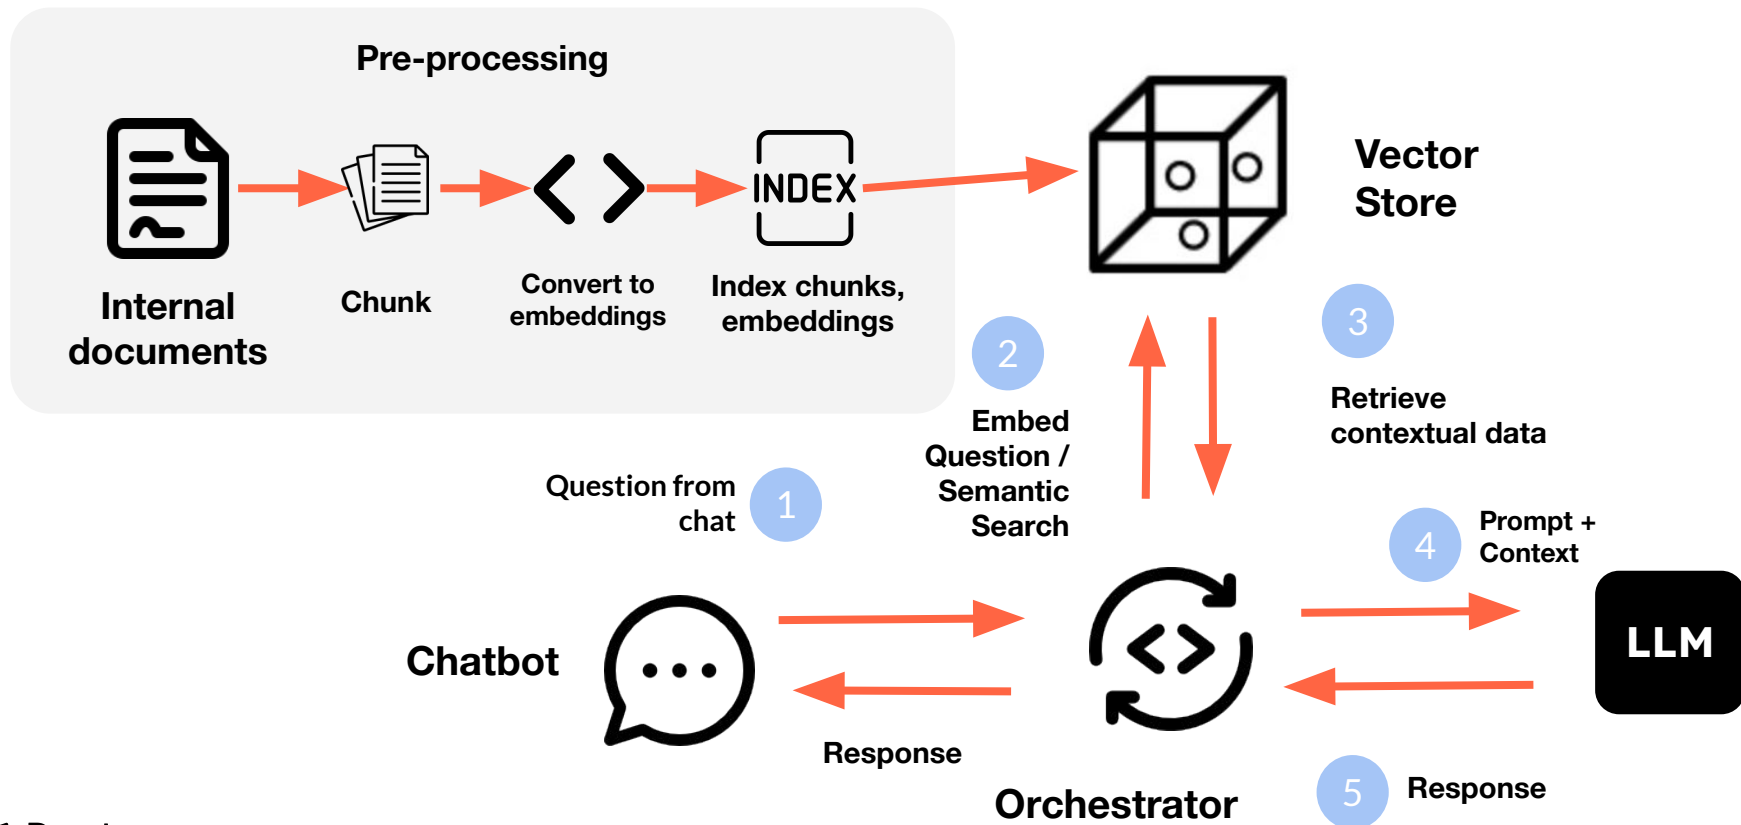 Pre-processing
INDEX
Internal
documents
Chunk
Convert to
embeddings
Index chunks,
embeddings
Vector
Store
2
Embed
Question /
Semantic
Search
3
Retrieve
contextual data
Question from
chat
1
4
Prompt +
Context
Chatbot
LLM
Response
Orchestrator
5
Response